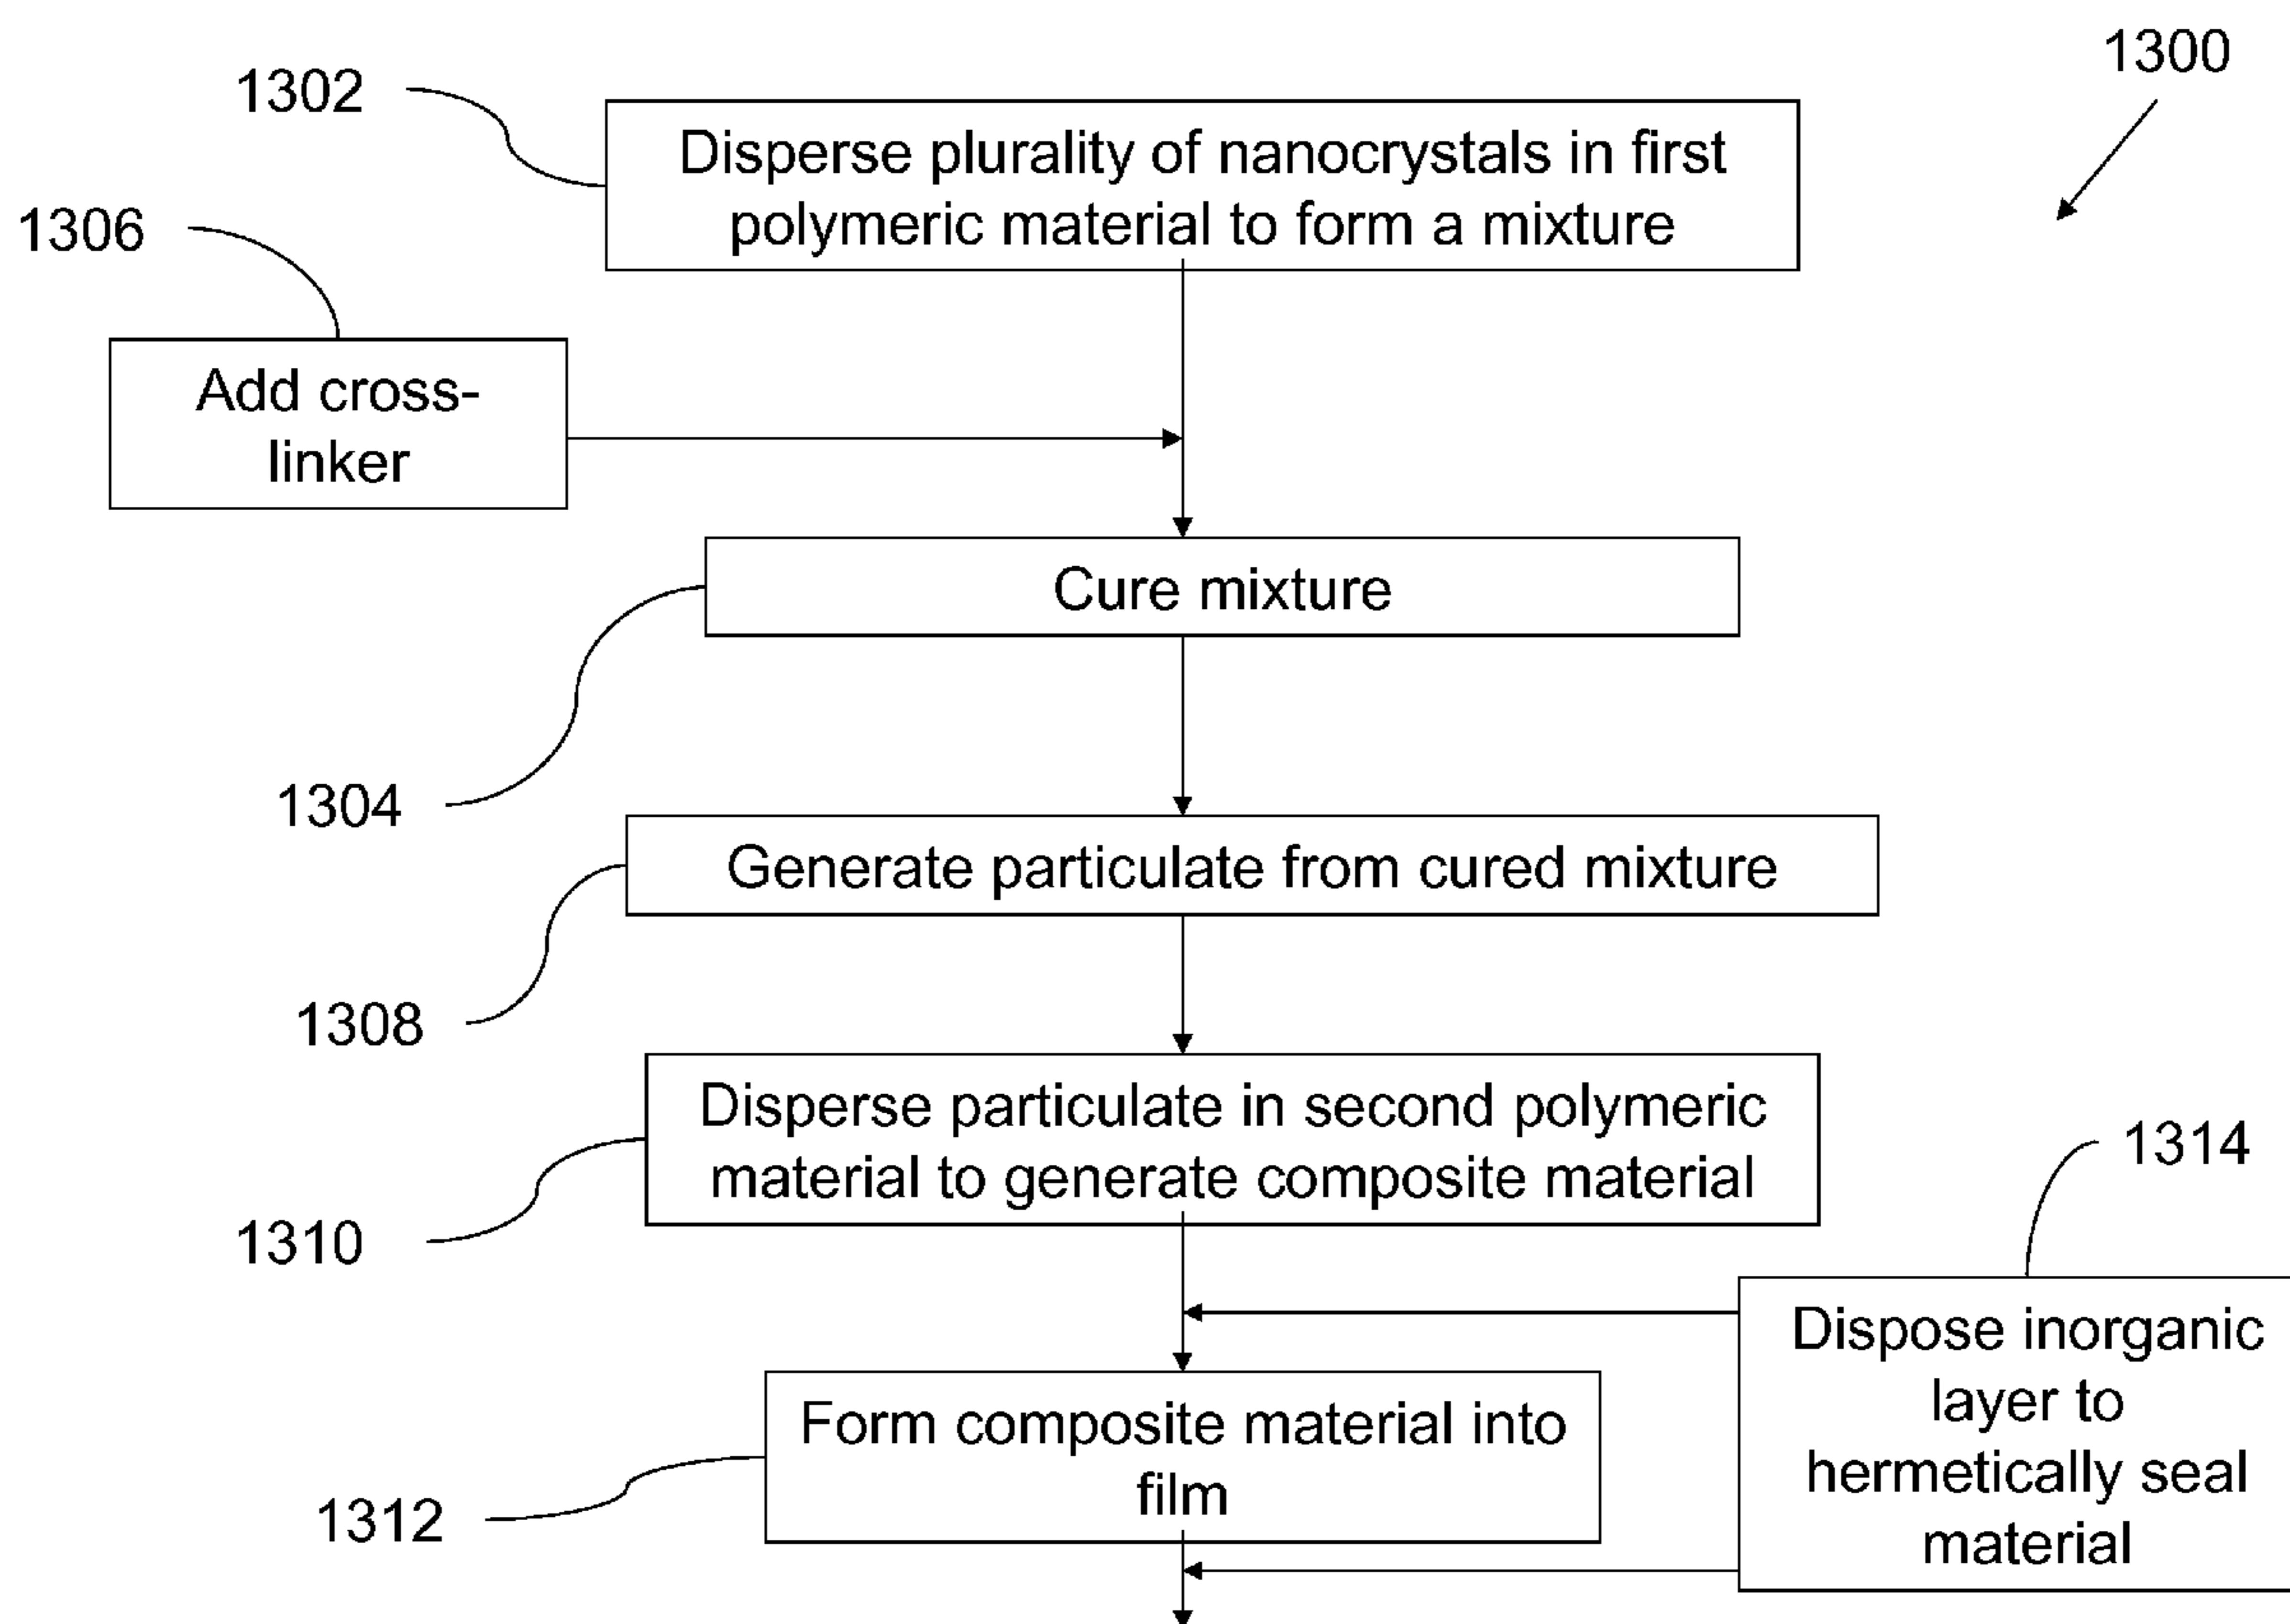 1300
1302
Disperse plurality of nanocrystals in first
polymeric material to form a mixture
1306
Add cross-
linker
Cure mixture
1304
Generate particulate from cured mixture
1308
Disperse particulate in second polymeric
material to generate composite material
1310
1314
Dispose inorganic
layer to
hermetically seal
material
Form composite material into
film
1312